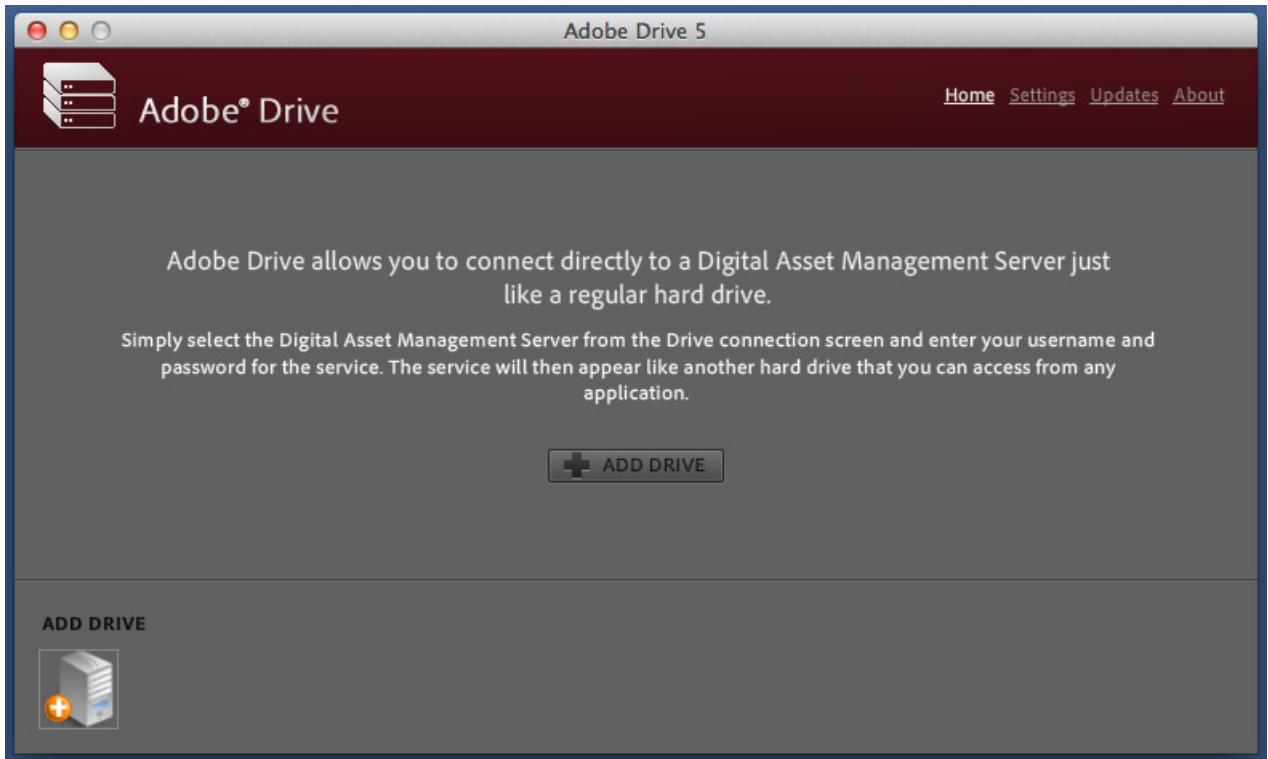 Adobe Drive 5
Adobe® Drive
Home Settings Updates About
Adobe Drive allows you to connect directly to a Digital Asset Management Server just
like a regular hard drive.
Simply select the Digital Asset Management Server from the Drive connection screen and enter your username and
password for the service. The service will then appear like another hard drive that you can access from any
application.
ADD DRIVE
ADD DRIVE